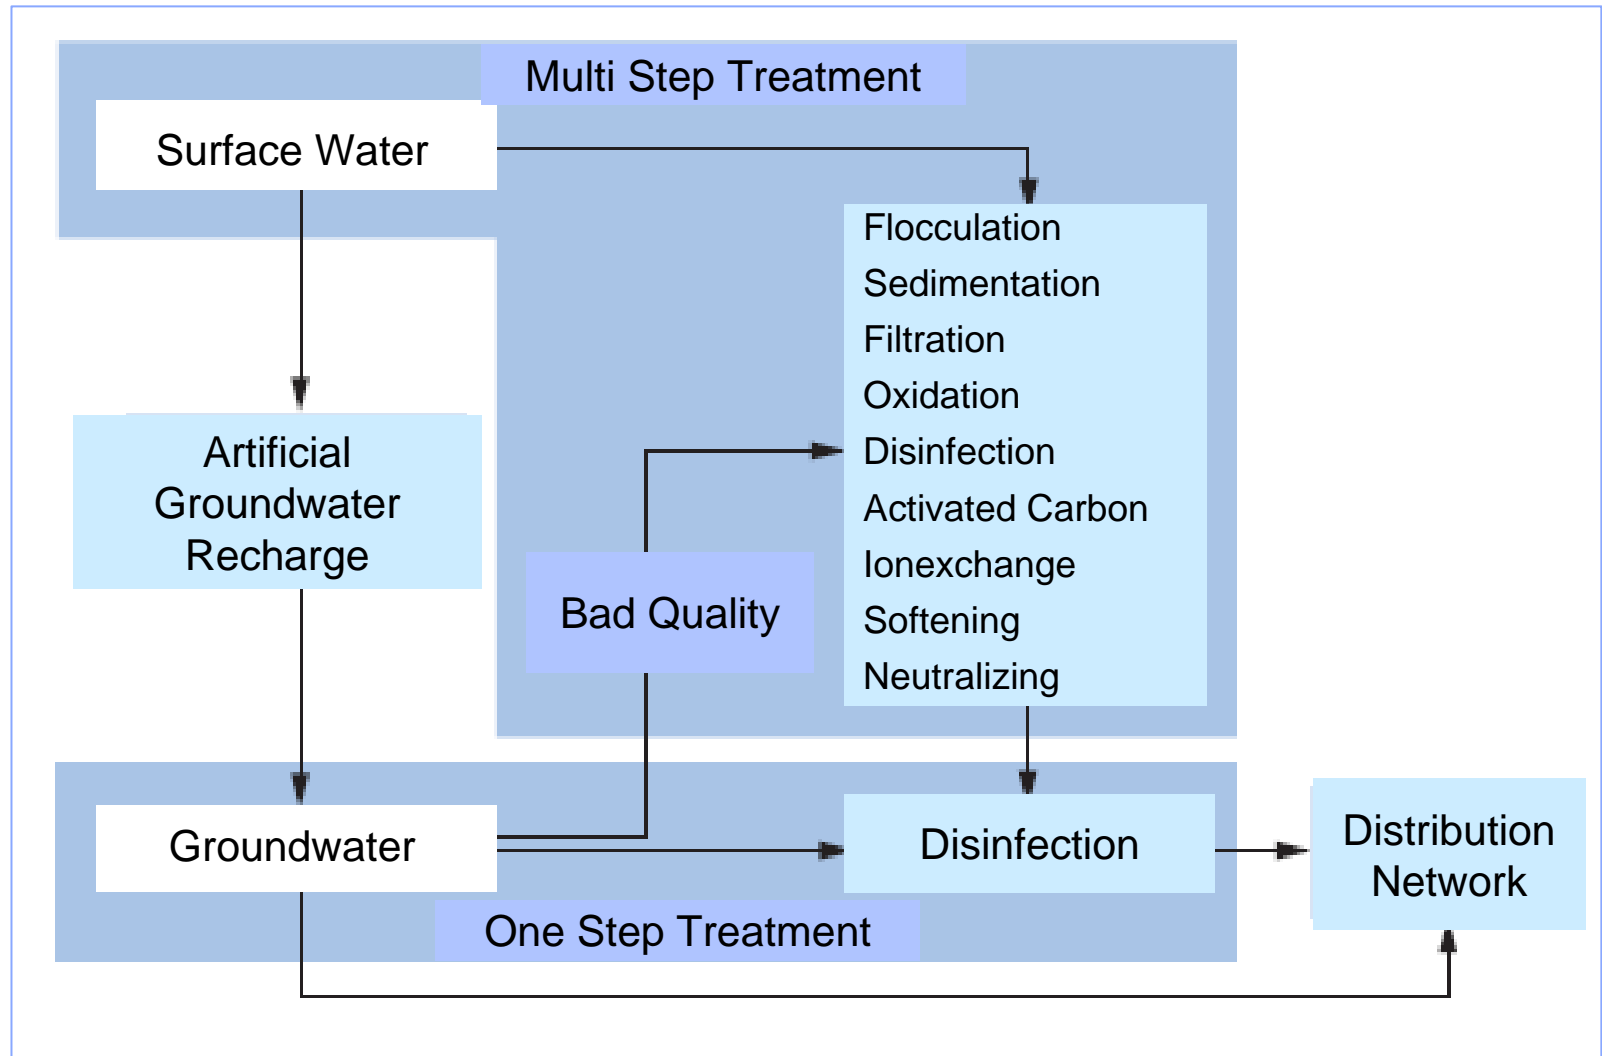 Multi Step Treatment
Surface Water
Flocculation
Sedimentation
Filtration
Oxidation
Disinfection
Activated Carbon
Ionexchange
Softening
Neutralizing
Artificial
Groundwater
Recharge
Bad Quality
Groundwater
Disinfection
Distribution
Network
One Step Treatment